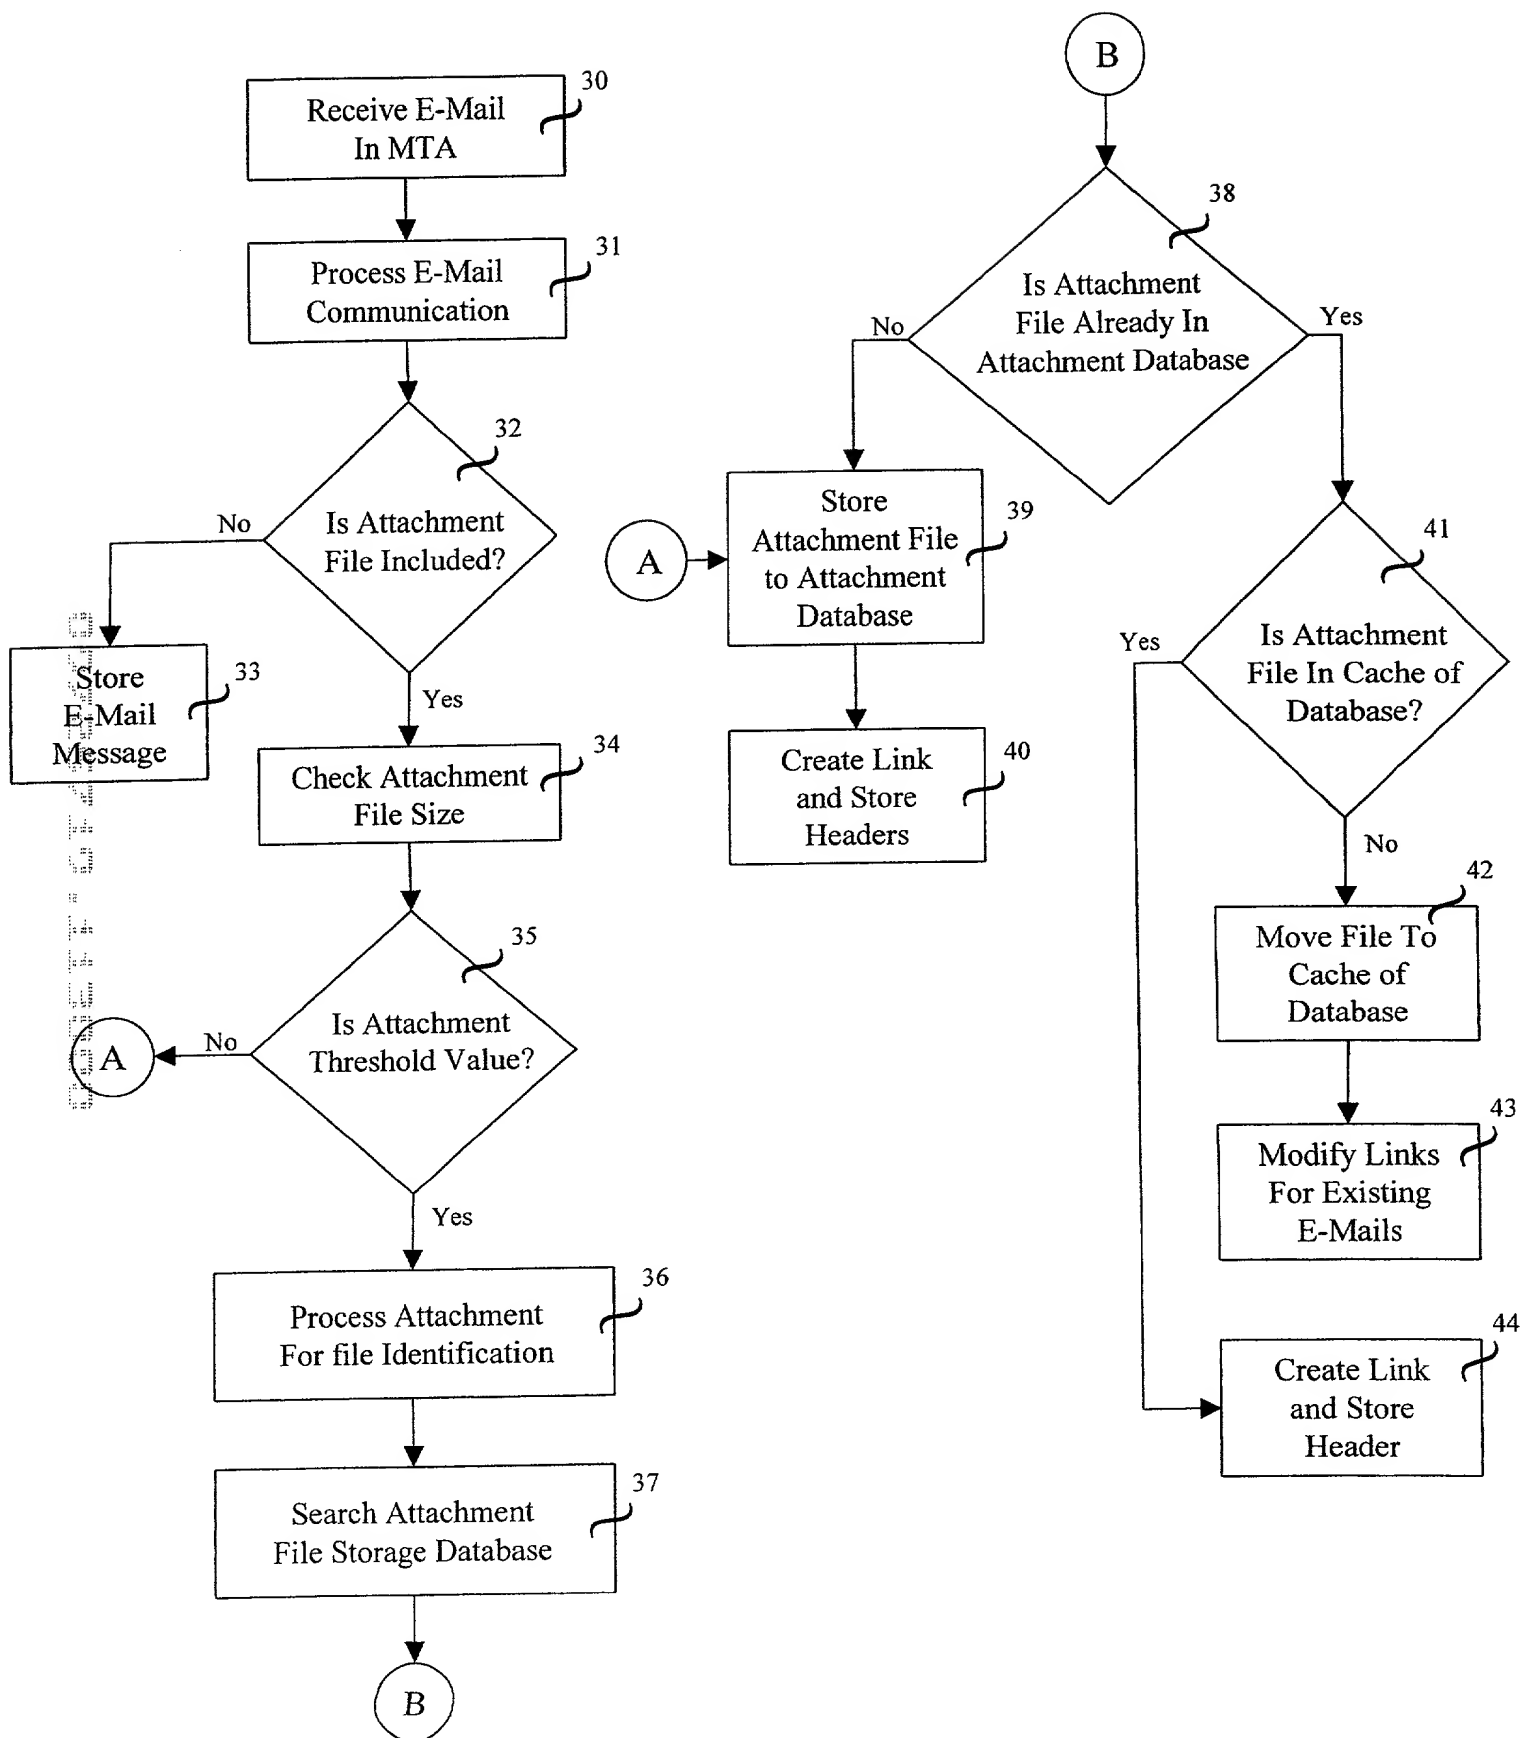 30
Receive E-Mail
In MTA
31
Process E-Mail
Communication
32
Is Attachment
File Included?
No
Yes
33
Store
E-Mail
Message
34
Check Attachment
File Size
35
Is Attachment
Threshold Value?
No
A
Yes
36
Process Attachment
For file Identification
37
Search Attachment
File Storage Database
B
B
38
Is Attachment
File Already In
Attachment Database
No
Yes
A
39
Store
Attachment File
to Attachment
Database
40
Create Link
and Store
Headers
41
Is Attachment
File In Cache of
Database?
Yes
No
42
Move File To
Cache of
Database
43
Modify Links
For Existing
E-Mails
44
Create Link
and Store
Header